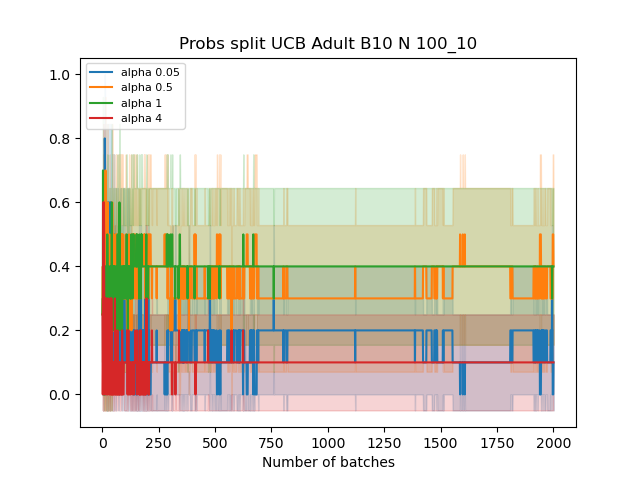 Probs split UCB Adult B10 N 100_10
alpha 0.05
alpha 0.5
alpha 1
alpha 4
1.0
0.8
0.6
0.4
0.2
0.0
0 250 500 750 1000 1250 1500 1750 2000
Number of batches